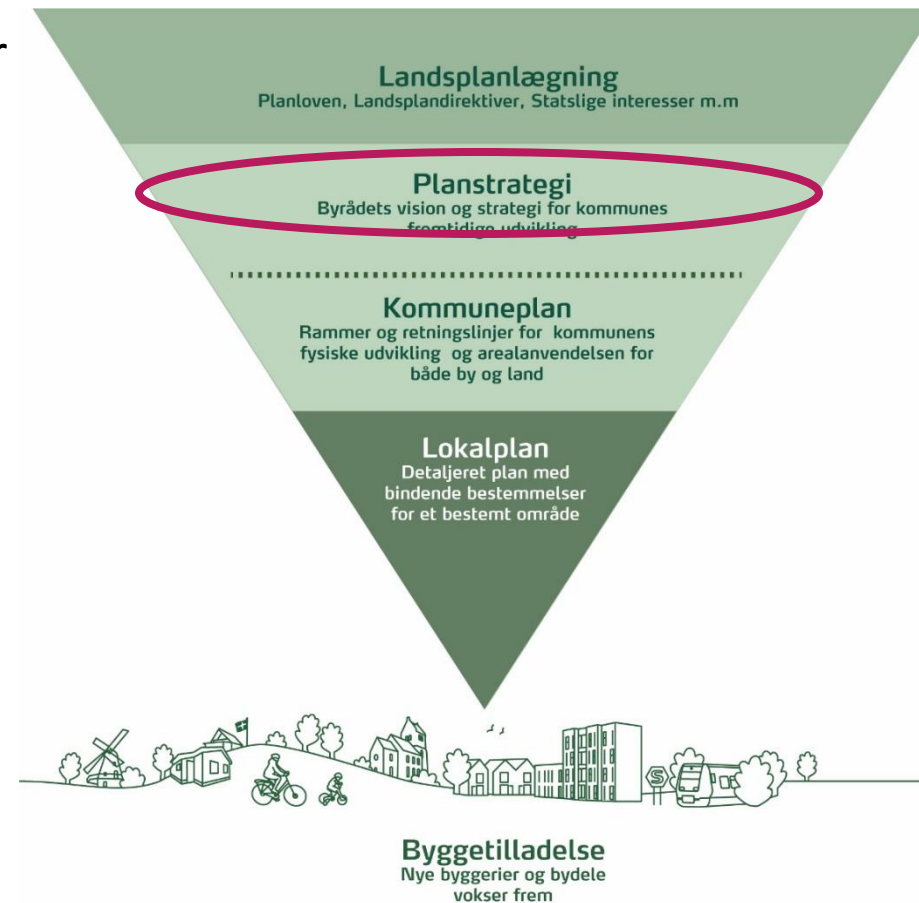 r
Landsplanlægning
Planloven, Landsplandirektiver, Statslige interesser m.m
Planstrategi
Byrådets vision og strategi for kommunes
fremtidige udvikling
Kommuneplan
Rammer og retningslinjer for kommunens
fysiske udvikling og arealanvendelsen for
både by og land
Lokalplan
Detaljeret plan med
bindende bestemmelser
for et bestemt område
S
Byggetilladelse
Nye byggerier og bydele
vokser frem